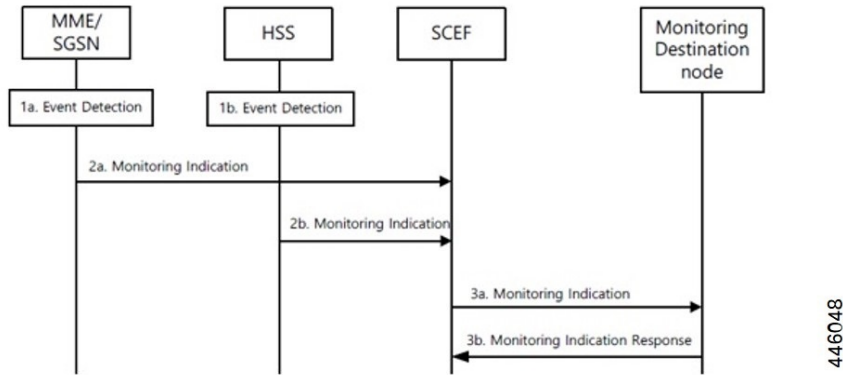 MME/
SGSN
HSS
SCEF
Monitoring
Destination
node
1a. Event Detection
1b. Event Detection
2a. Monitoring Indication
2b. Monitoring Indication
3a. Monitoring Indication
3b. Monitoring Indication Response
446048